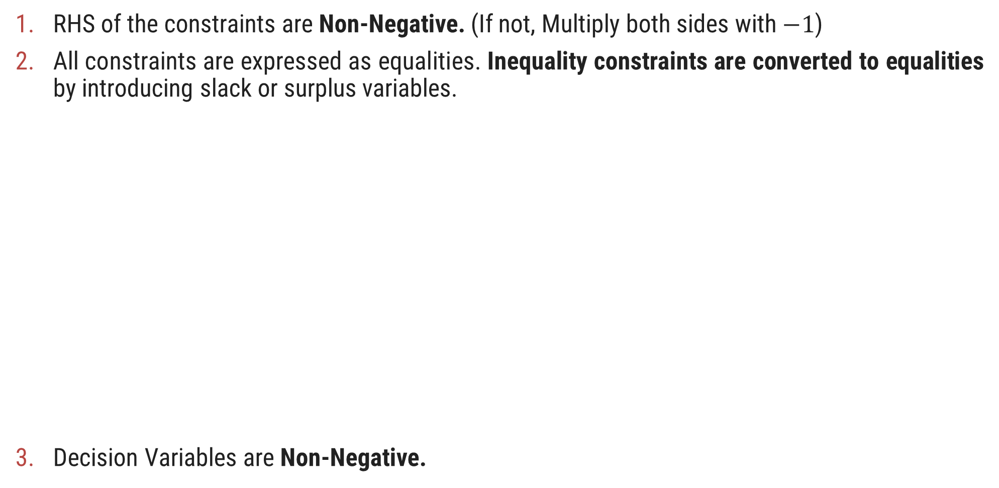 1. RHS of the constraints are Non-Negative. (If not, Multiply both sides with −1)
2. All constraints are expressed as equalities. Inequality constraints are converted to equalities
by introducing slack or surplus variables.
3. Decision Variables are Non-Negative.